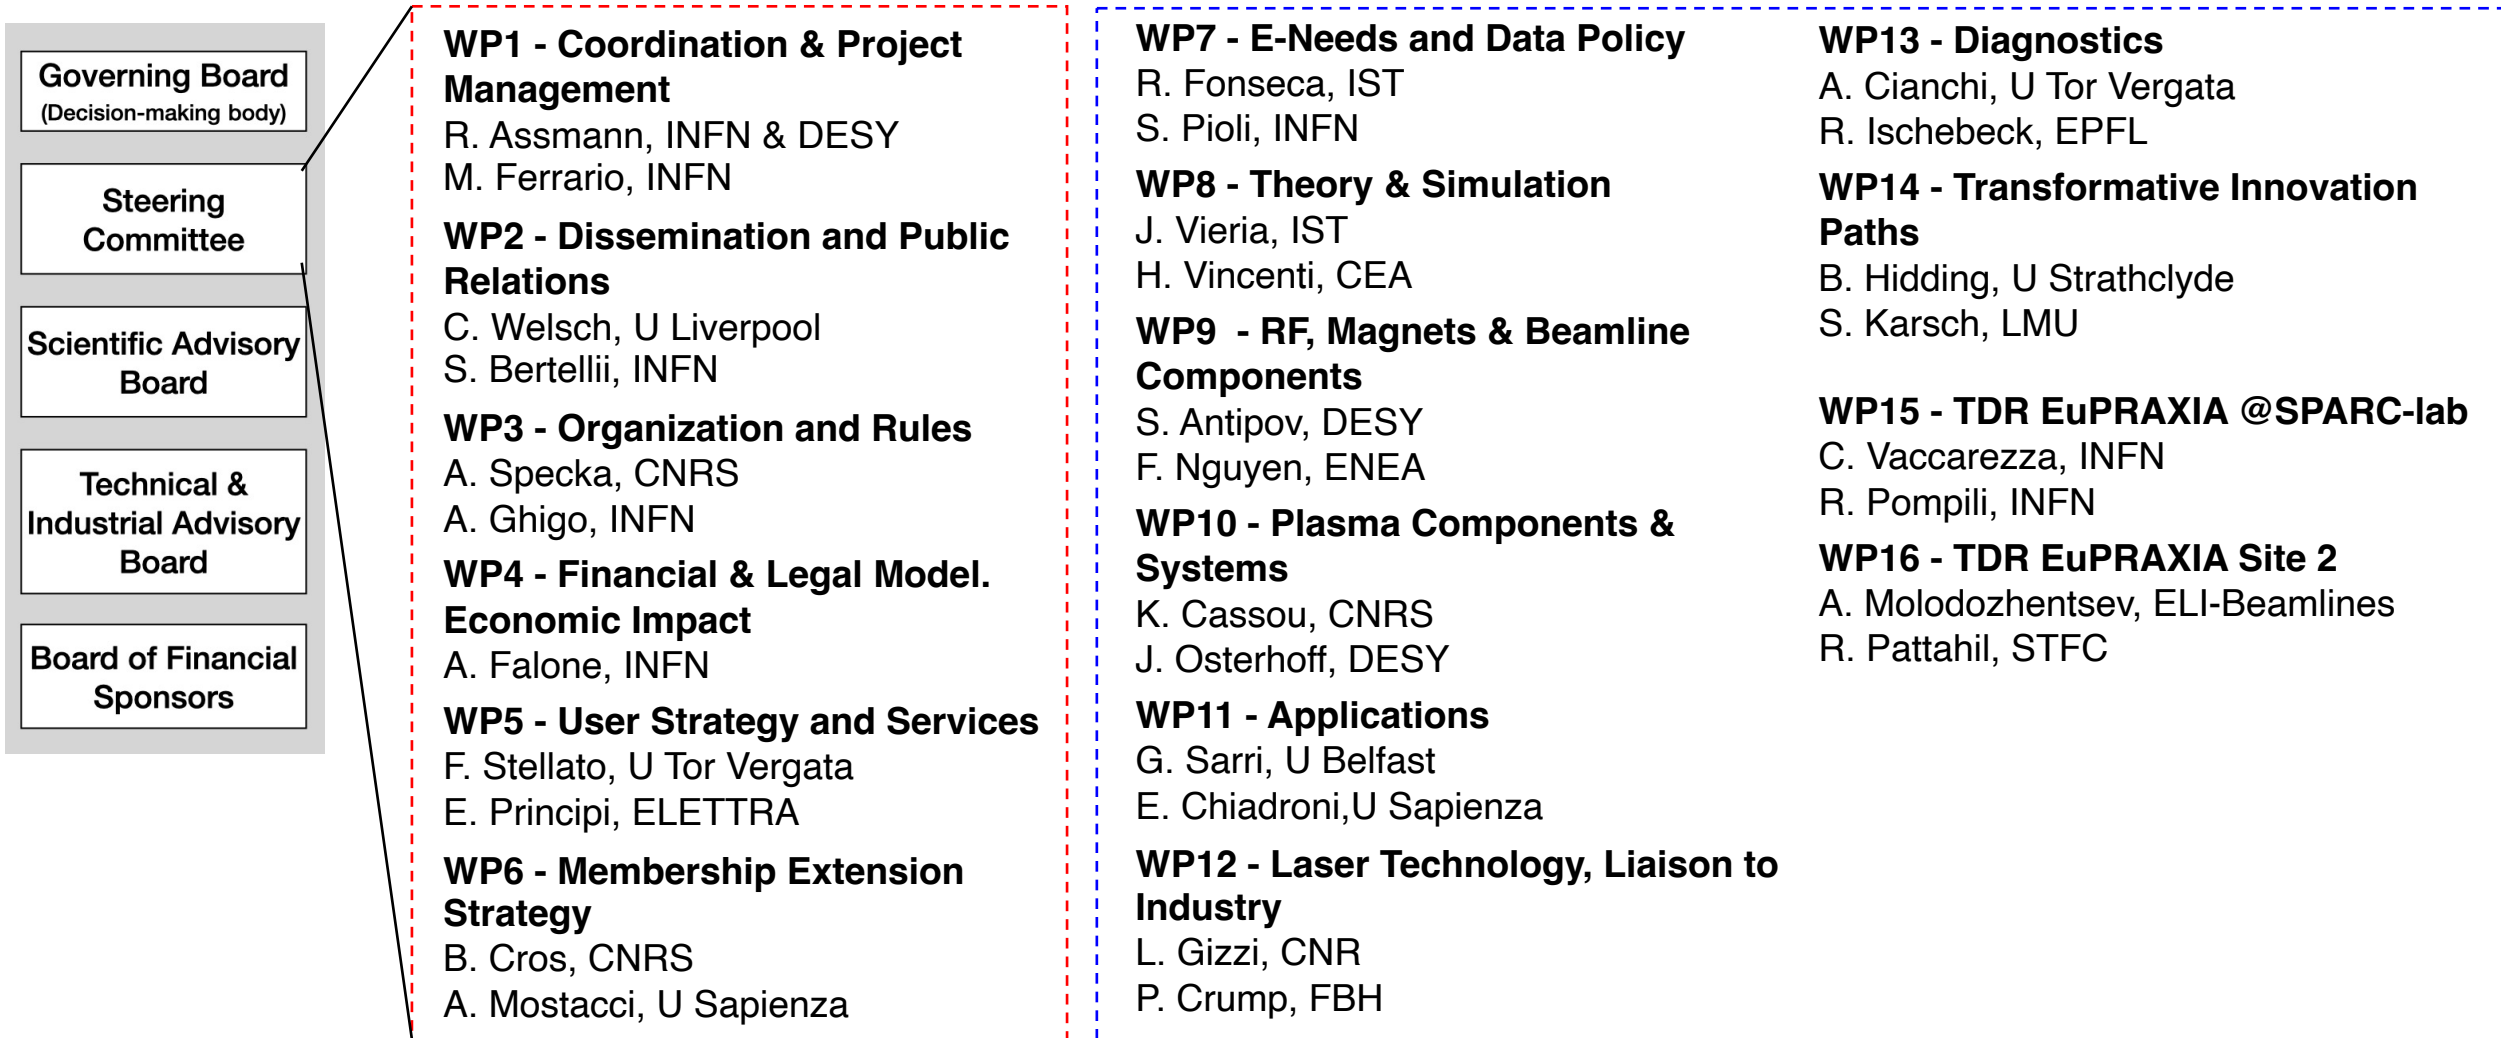 Governing Board
(Decision-making body)
Steering
Committee
Scientific Advisory
Board
Technical &
Industrial Advisory
Board
Board of Financial
Sponsors
WP1 - Coordination & Project
Management
R. Assmann, INFN & DESY
M. Ferrario, INFN
WP2 - Dissemination and Public
Relations
C. Welsch, U Liverpool
S. Bertellii, INFN
WP3 - Organization and Rules
A. Specka, CNRS
A. Ghigo, INFN
WP4 - Financial & Legal Model.
Economic Impact
A. Falone, INFN
WP5 - User Strategy and Services
F. Stellato, U Tor Vergata
E. Principi, ELETTRA
WP6 - Membership Extension
Strategy
B. Cros, CNRS
A. Mostacci, U Sapienza
WP7 - E-Needs and Data Policy
R. Fonseca, IST
S. Pioli, INFN
WP8 - Theory & Simulation
J. Vieria, IST
H. Vincenti, CEA
WP9  - RF, Magnets & Beamline
Components
S. Antipov, DESY
F. Nguyen, ENEA
WP10 - Plasma Components &
Systems
K. Cassou, CNRS
J. Osterhoff, DESY
WP11 - Applications
G. Sarri, U Belfast
E. Chiadroni,U Sapienza
WP12 - Laser Technology, Liaison to
Industry
L. Gizzi, CNR
P. Crump, FBH
WP13 - Diagnostics
A. Cianchi, U Tor Vergata
R. Ischebeck, EPFL
WP14 - Transformative Innovation
Paths
B. Hidding, U Strathclyde
S. Karsch, LMU
WP15 - TDR EuPRAXIA @SPARC-lab
C. Vaccarezza, INFN
R. Pompili, INFN
WP16 - TDR EuPRAXIA Site 2
A. Molodozhentsev, ELI-Beamlines
R. Pattahil, STFC